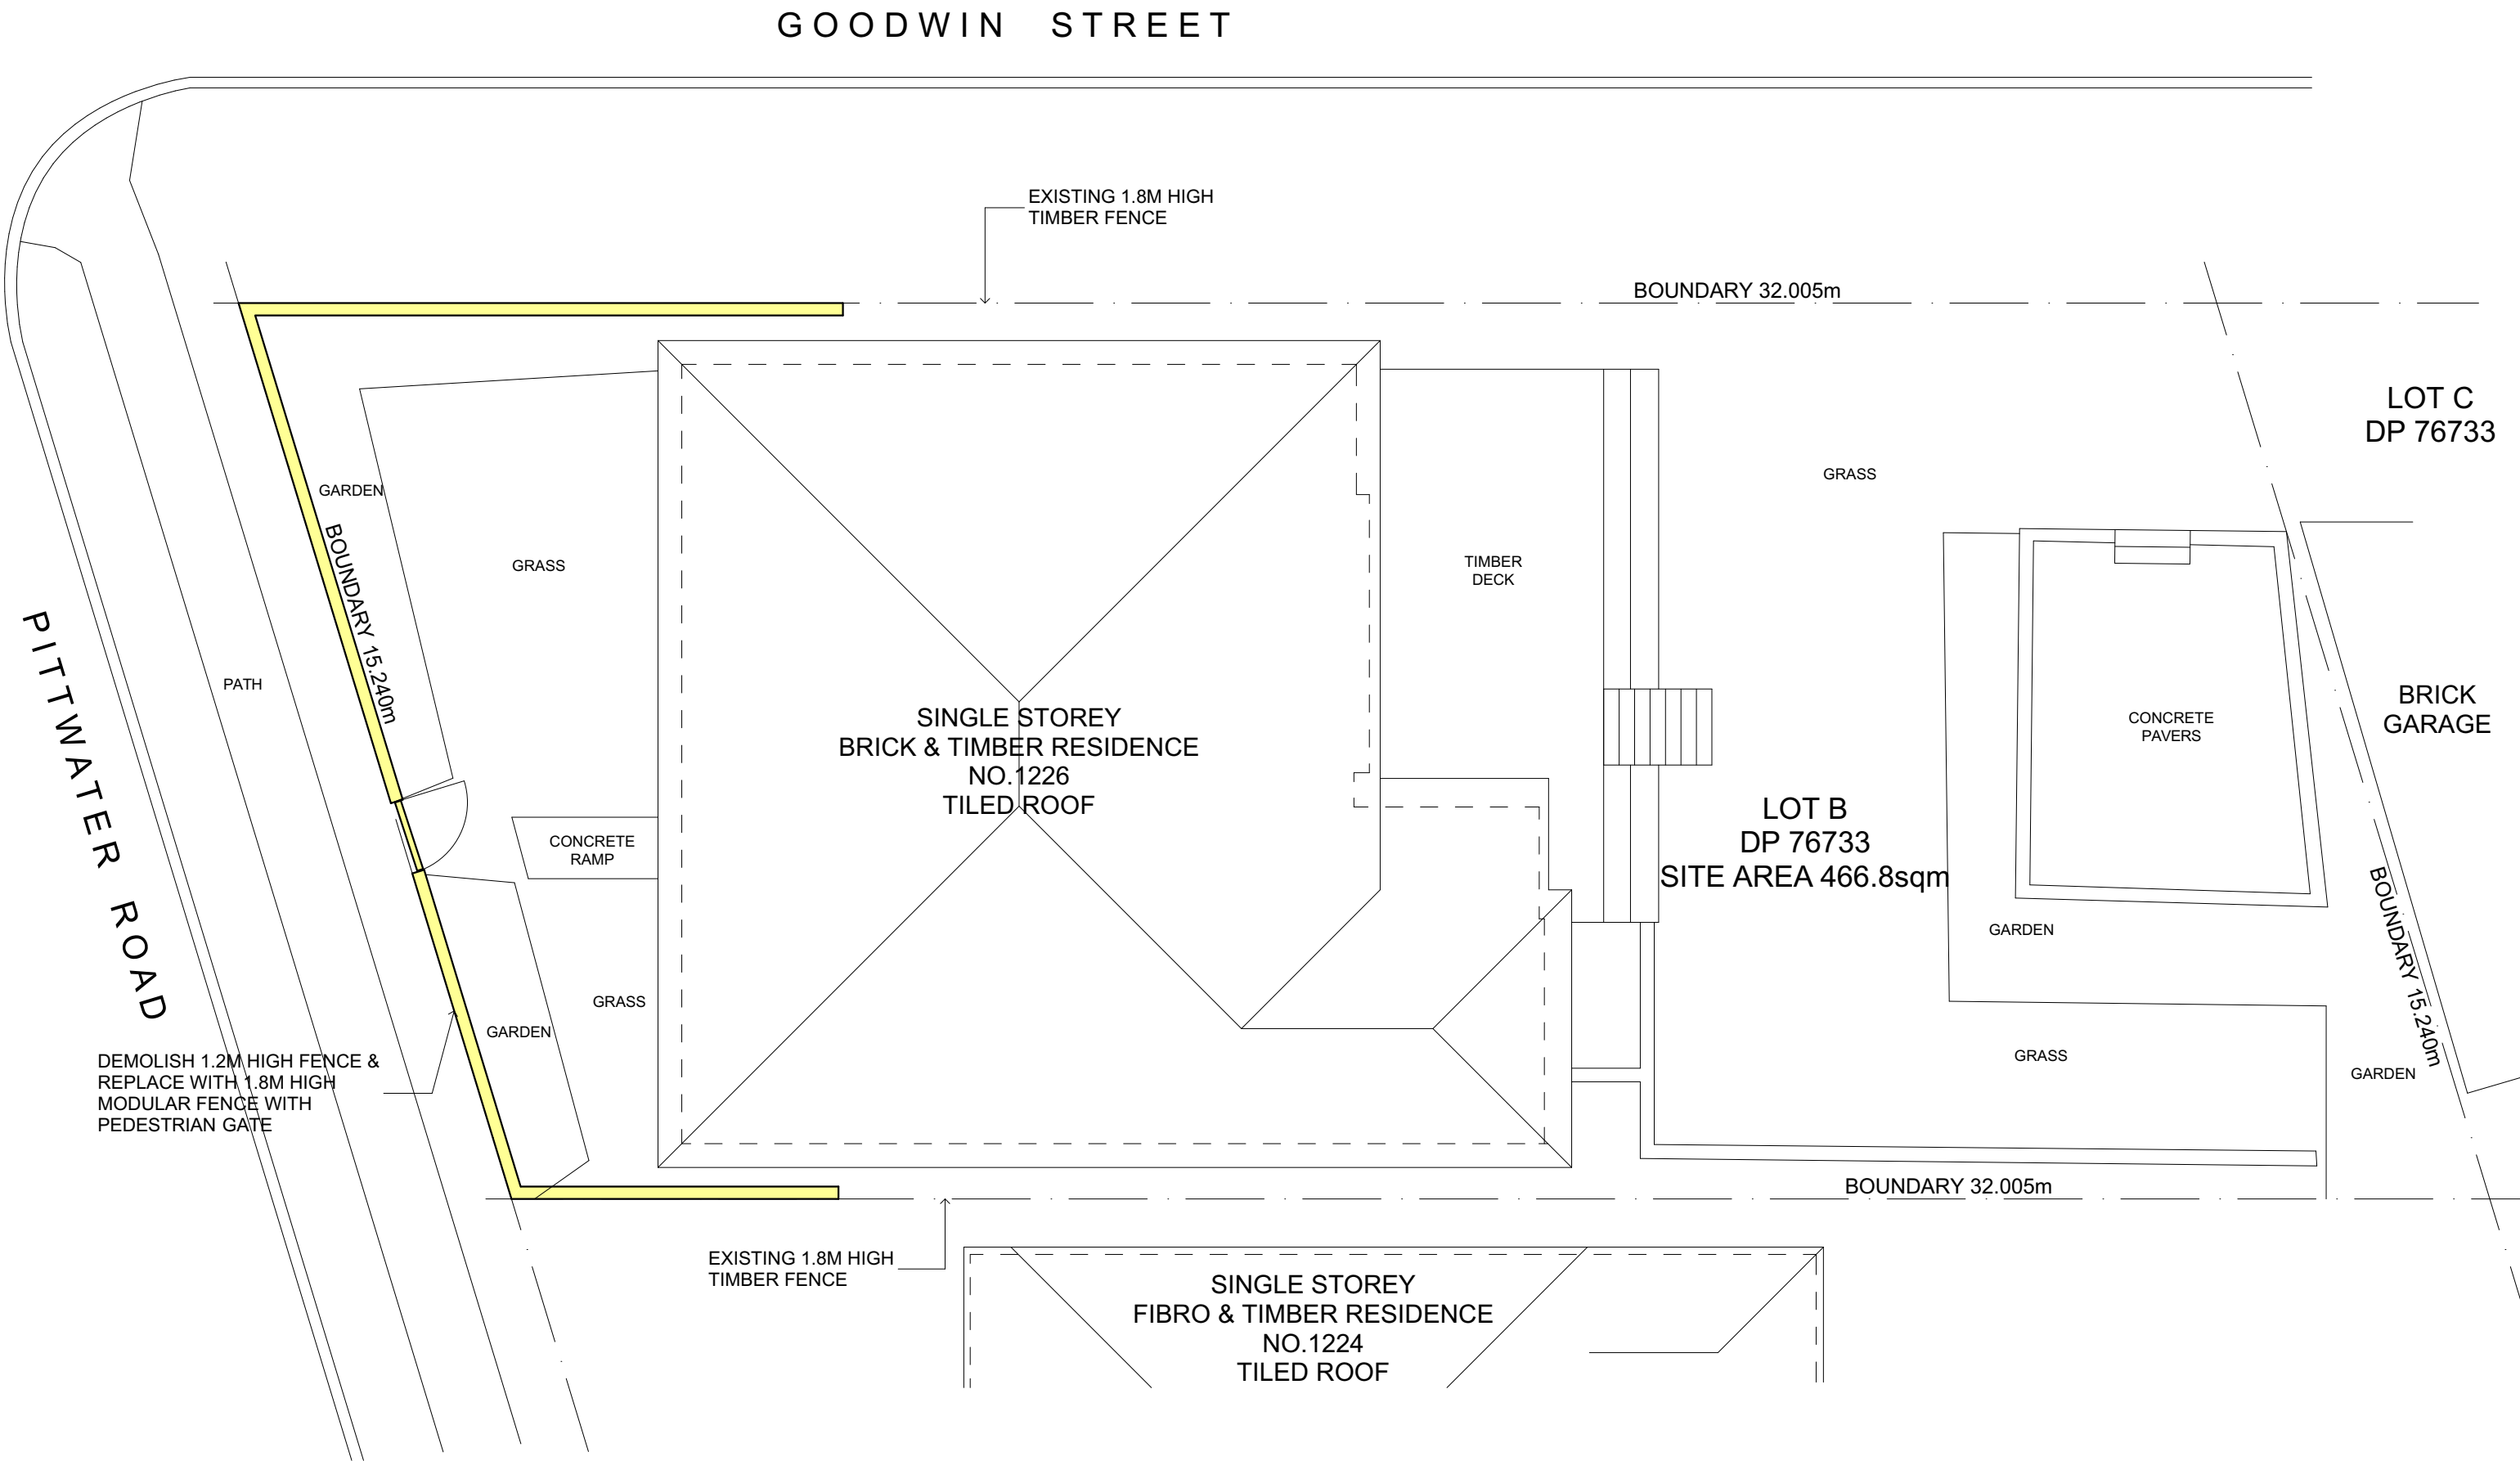 GOODWIN STREET
EXISTING 1.8M HIGH
TIMBER FENCE
BOUNDARY 32.005m
LOT C
DP 76733
GRASS
GARDEN
BOUNDARY 15.240m
GRASS
TIMBER
DECK
PITTWATER ROAD
PATH
SINGLE STOREY
BRICK & TIMBER RESIDENCE
NO.1226
TILED ROOF
CONCRETE
PAVERS
BRICK
GARAGE
CONCRETE
RAMP
LOT B
DP 76733
SITE AREA 466.8sqm
GARDEN
BOUNDARY 15.240m
GRASS
GARDEN
GRASS
GARDEN
DEMOLISH 1.2M HIGH FENCE &
REPLACE WITH 1.8M HIGH
MODULAR FENCE WITH
PEDESTRIAN GATE
BOUNDARY 32.005m
EXISTING 1.8M HIGH
TIMBER FENCE
SINGLE STOREY
FIBRO & TIMBER RESIDENCE
NO.1224
TILED ROOF